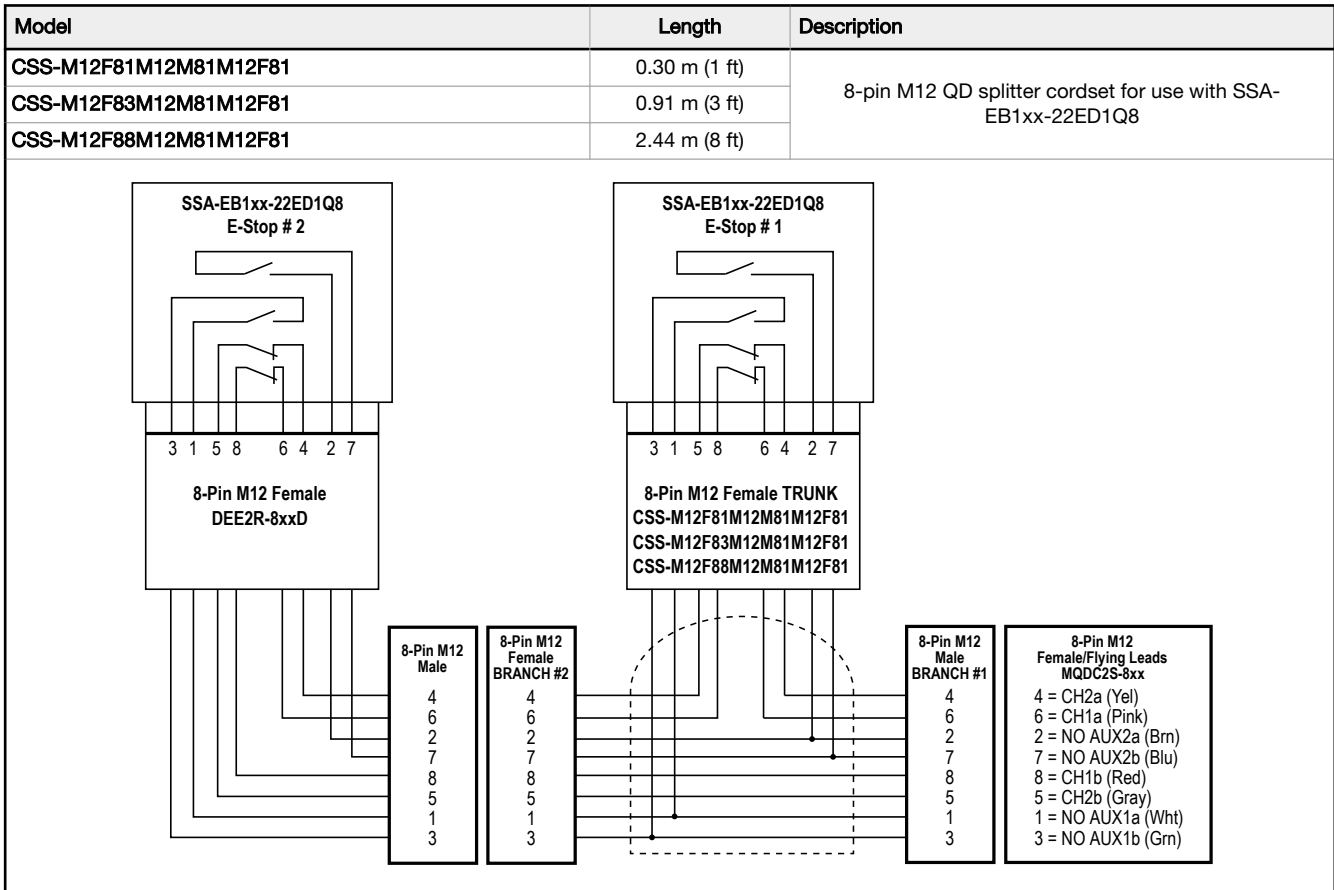 Model Length Description
CSS-M12F81M12M81M12F81 0.30 m (1 ft)
CSS-M12F83M12M81M12F81 0.91 m (3 ft)
CSS-M12F88M12M81M12F81 2.44 m (8 ft)
8-pin M12 QD splitter cordset for use with SSA-
EB1xx-22ED1Q8
SSA-EB1xx-22ED1Q8
E-Stop # 2
3 1 5 8 6 4 2 7
8-Pin M12 Female
DEE2R-8xxD
SSA-EB1xx-22ED1Q8
E-Stop # 1
3 1 5 8 6 4 2 7
8-Pin M12 Female TRUNK
CSS-M12F81M12M81M12F81
CSS-M12F83M12M81M12F81
CSS-M12F88M12M81M12F81
8-Pin M12
Male
4
6
2
7
8
5
1
3
8-Pin M12
Female
BRANCH #2
4
6
2
7
8
5
1
3
8-Pin M12
Male
BRANCH #1
4
6
2
7
8
5
1
3
8-Pin M12
Female/Flying Leads
MQDC2S-8xx
4 = CH2a (Yel)
6 = CH1a (Pink)
2 = NO AUX2a (Brn)
7 = NO AUX2b (Blu)
8 = CH1b (Red)
5 = CH2b (Gray)
1 = NO AUX1a (Wht)
3 = NO AUX1b (Grn)